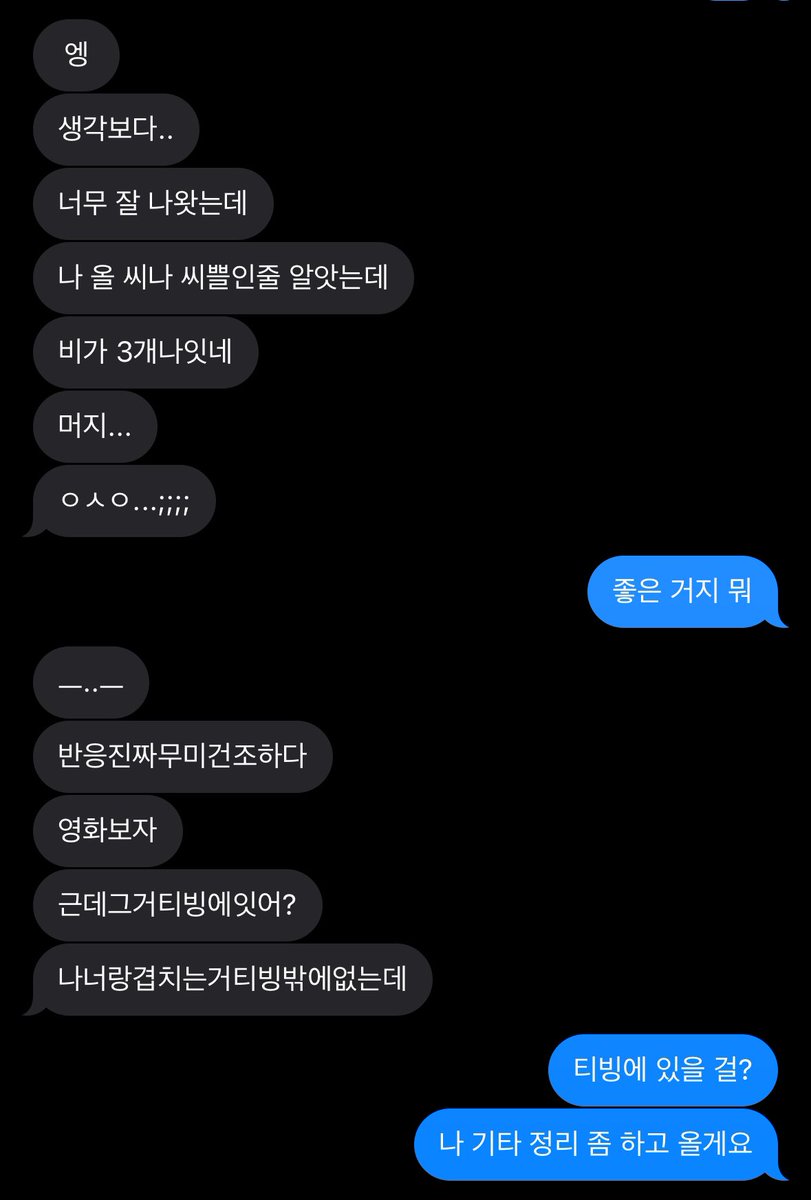 엥
생각보다..
너무 잘 나왓는데
나 올 씨나 씨쁠인줄 알앗는데
비가 3개나잇네
머지...
ㅇㅅㅇ...;;;;
좋은 거지 뭐
ㅡ..ㅡ
반응진짜무미건조하다
영화보자
근데그거티빙에잇어?
나너랑겹치는거티빙밖에없는데
티빙에 있을 걸?
나 기타 정리 좀 하고 올게요